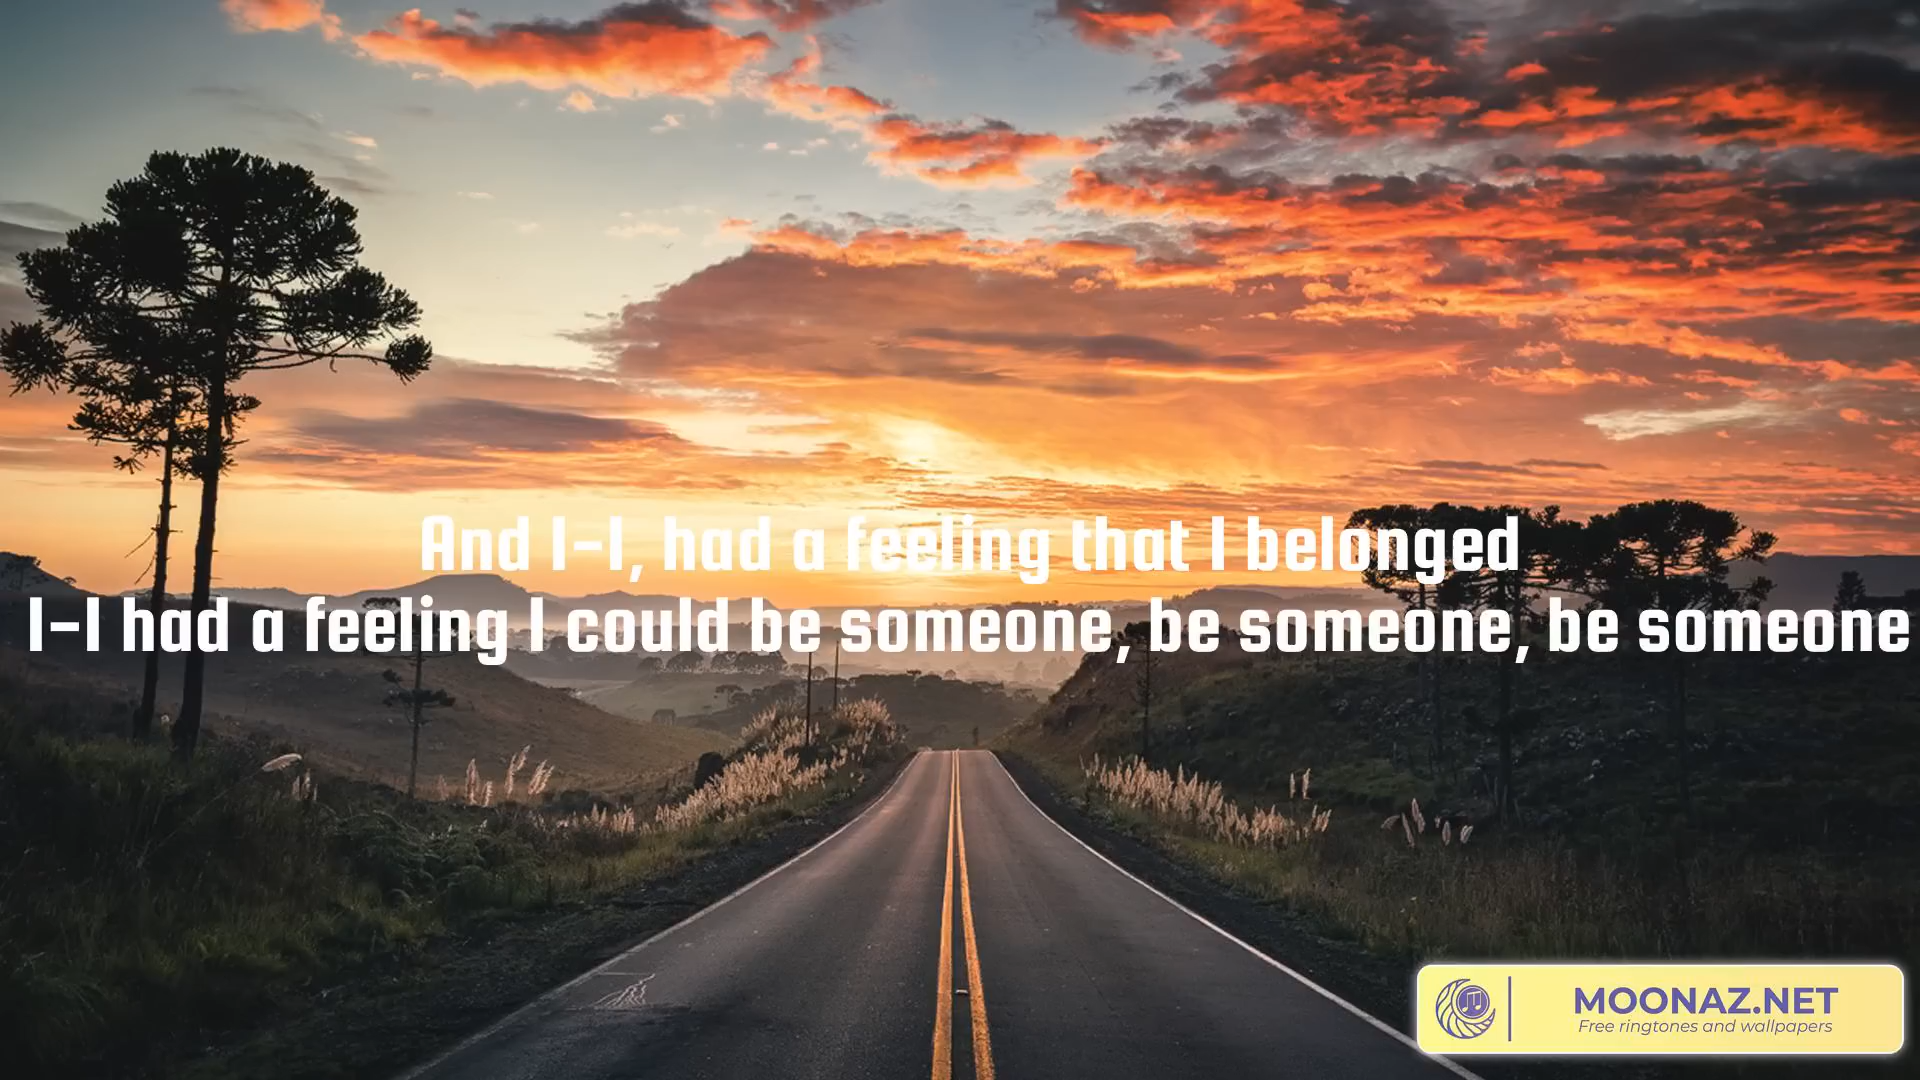 And I-I, had a feeling that I belonged
I-I had a feeling I could be someone, be someone, be someone
MOONAZ.NET
Free ringtones and wallpapers